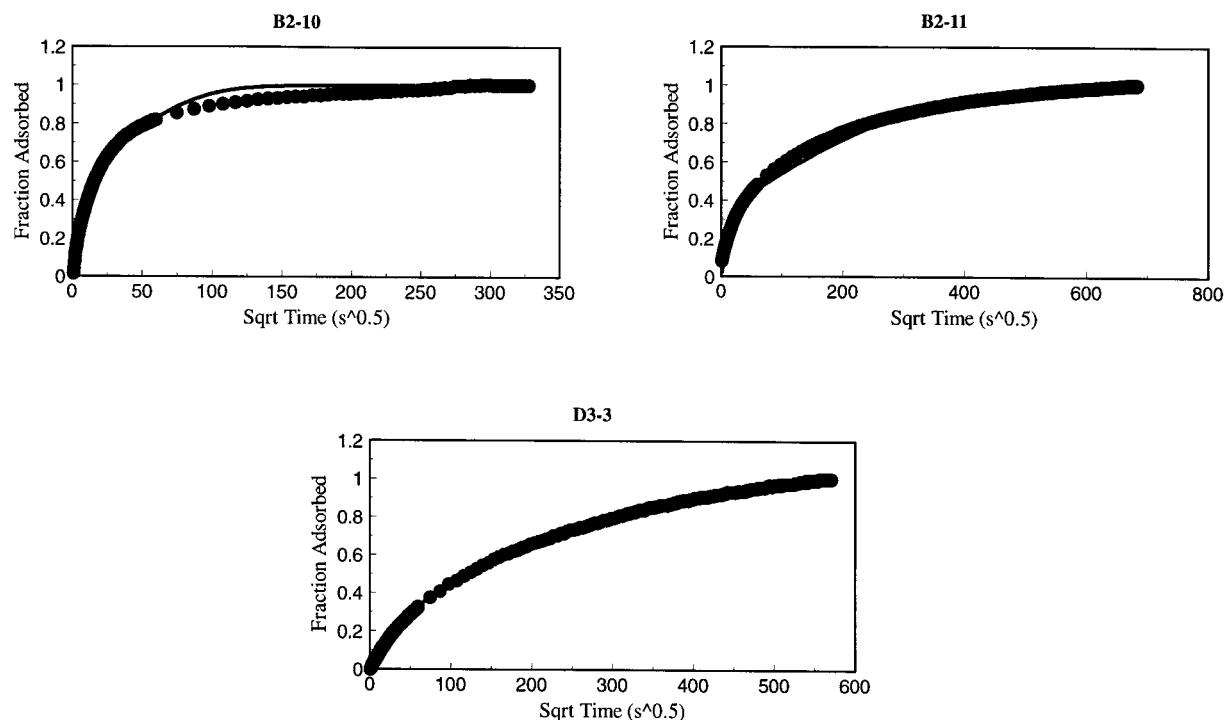 B2-10
Fraction Adsorbed
1.2
1
0.8
0.6
0.4
0.2
0
0 50 100 150 200 250 300 350
Sqrt Time (s^0.5)
B2-11
Fraction Adsorbed
1.2
1
0.8
0.6
0.4
0.2
0
0 200 400 600 800
Sqrt Time (s^0.5)
D3-3
Fraction Adsorbed
1.2
1
0.8
0.6
0.4
0.2
0
0 100 200 300 400 500 600
Sqrt Time (s^0.5)